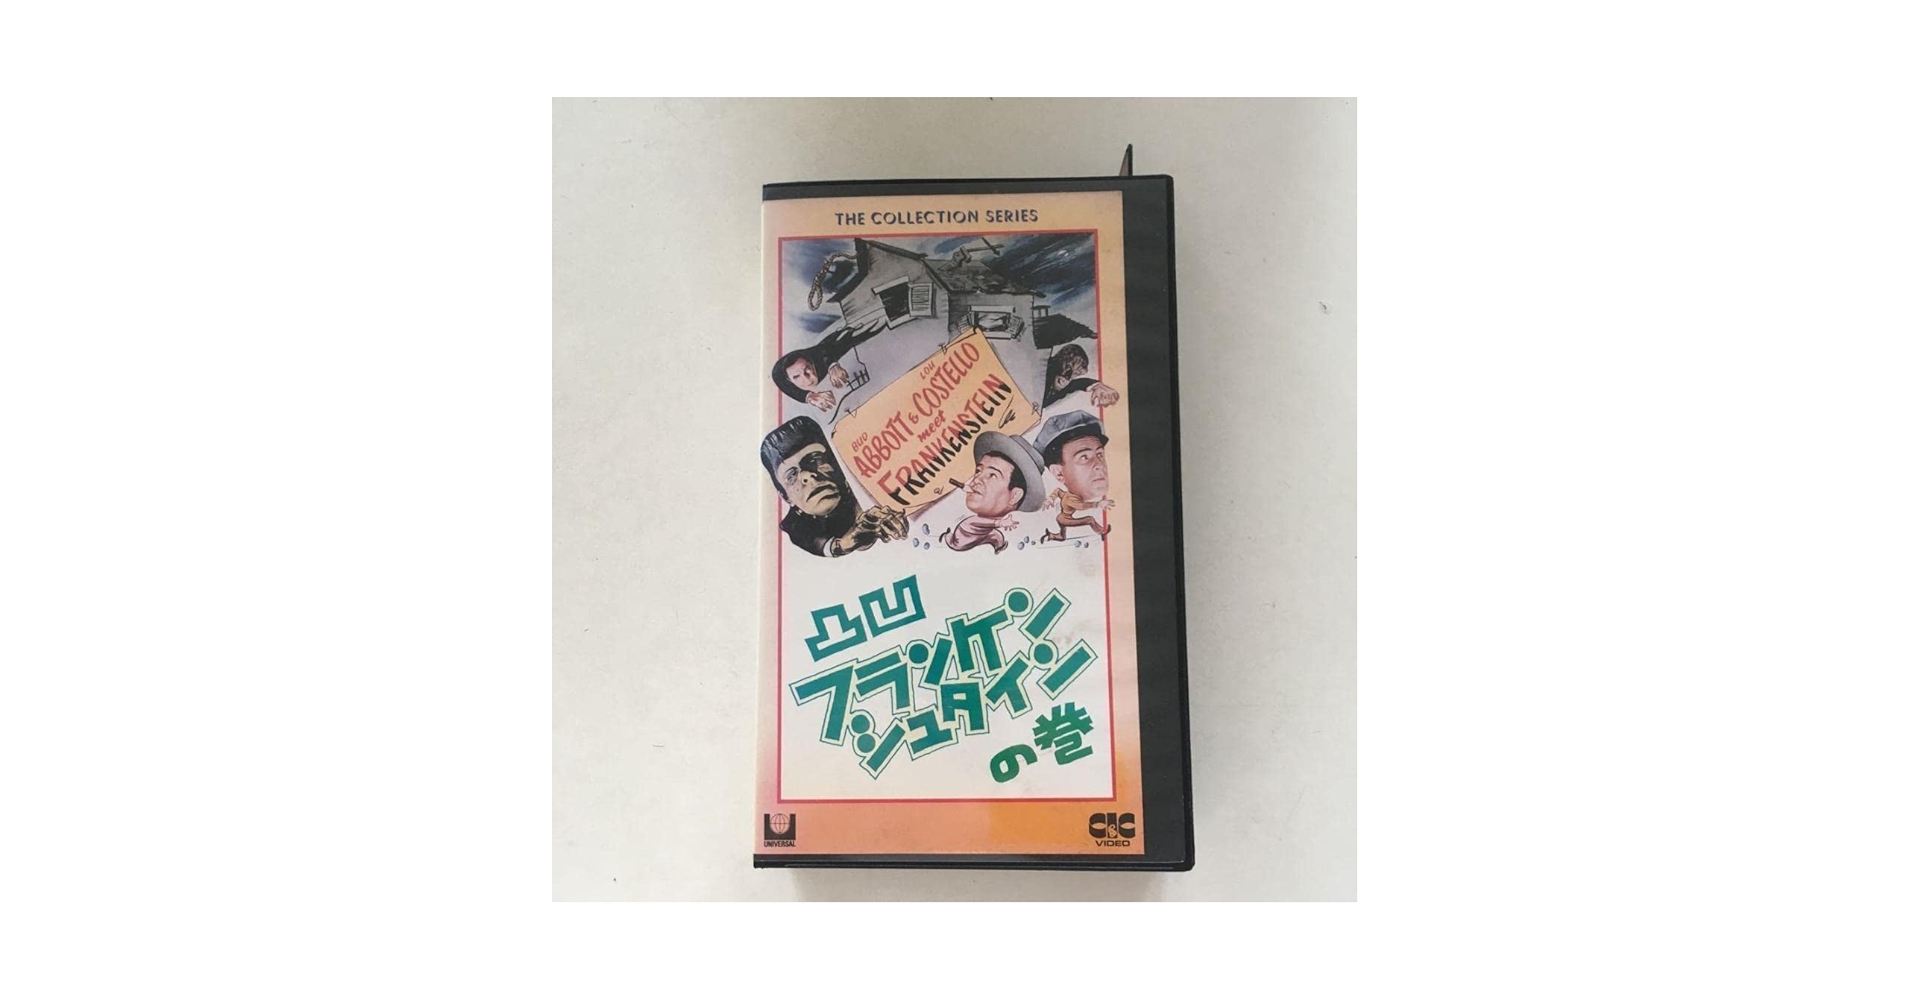 THE COLLECTION SERIES
BUD LOU
ABBOTT & COSTELLO
meet
FRANKENSTEIN
凸凹
フランケン
シュタイン
の巻
UNIVERSAL
CIC
VIDEO